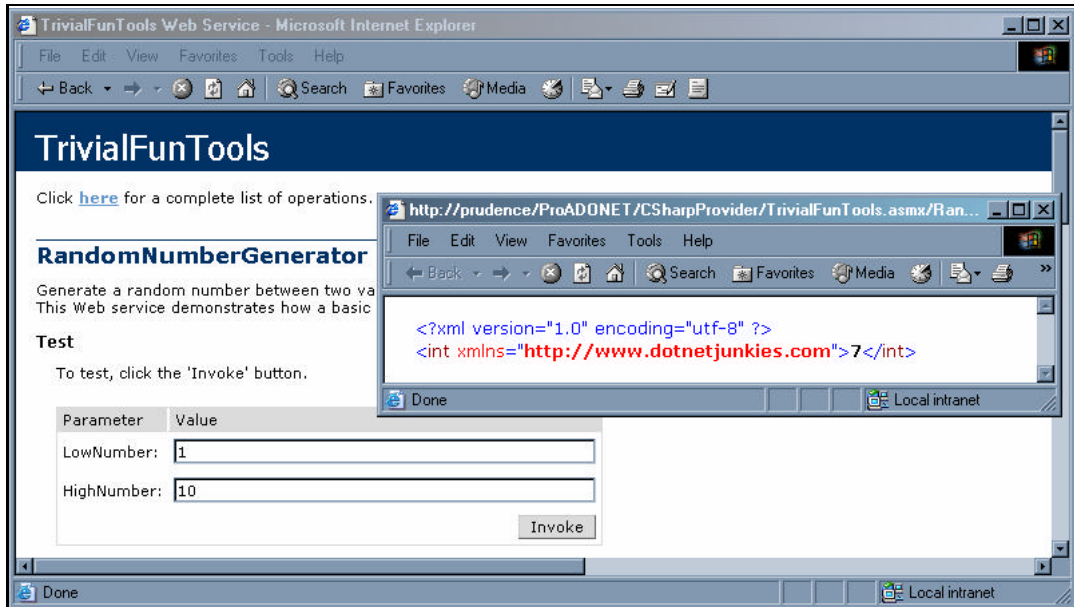 TrivialFunTools Web Service - Microsoft Internet Explorer
File Edit View Favorites Tools Help
Back Search Favorites Media
TrivialFunTools
Click here for a complete list of operations.
http://prudence/ProADONET/CSharpProvider/TrivialFunTools.asmx/Ran...
File Edit View Favorites Tools Help
Back Search Favorites Media »
<?xml version="1.0" encoding="utf-8" ?>
<int xmlns="http://www.dotnetjunkies.com">7</int>
Done Local intranet
RandomNumberGenerator
Generate a random number between two va
This Web service demonstrates how a basic
Test
To test, click the 'Invoke' button.
Parameter Value
LowNumber: 1
HighNumber: 10
Invoke
Done Local intranet